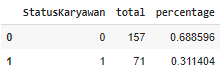 StatusKaryawan total percentage
0 0 157 0.688596
1 1 71 0.311404